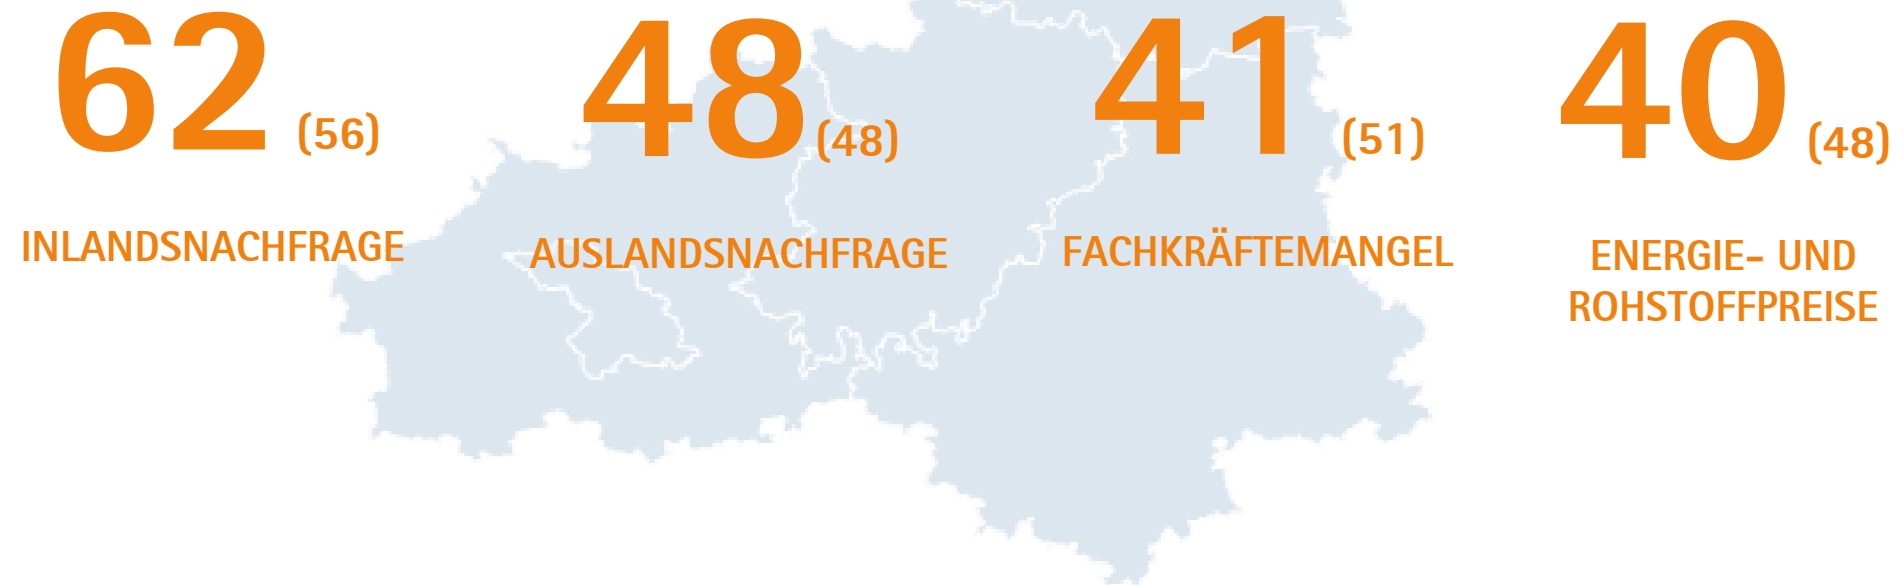 62 (56)
INLANDSNACHFRAGE
48 (48)
AUSLANDSNACHFRAGE
41 (51)
FACHKRÄFTEMANGEL
40 (48)
ENERGIE- UND
ROHSTOFFPREISE